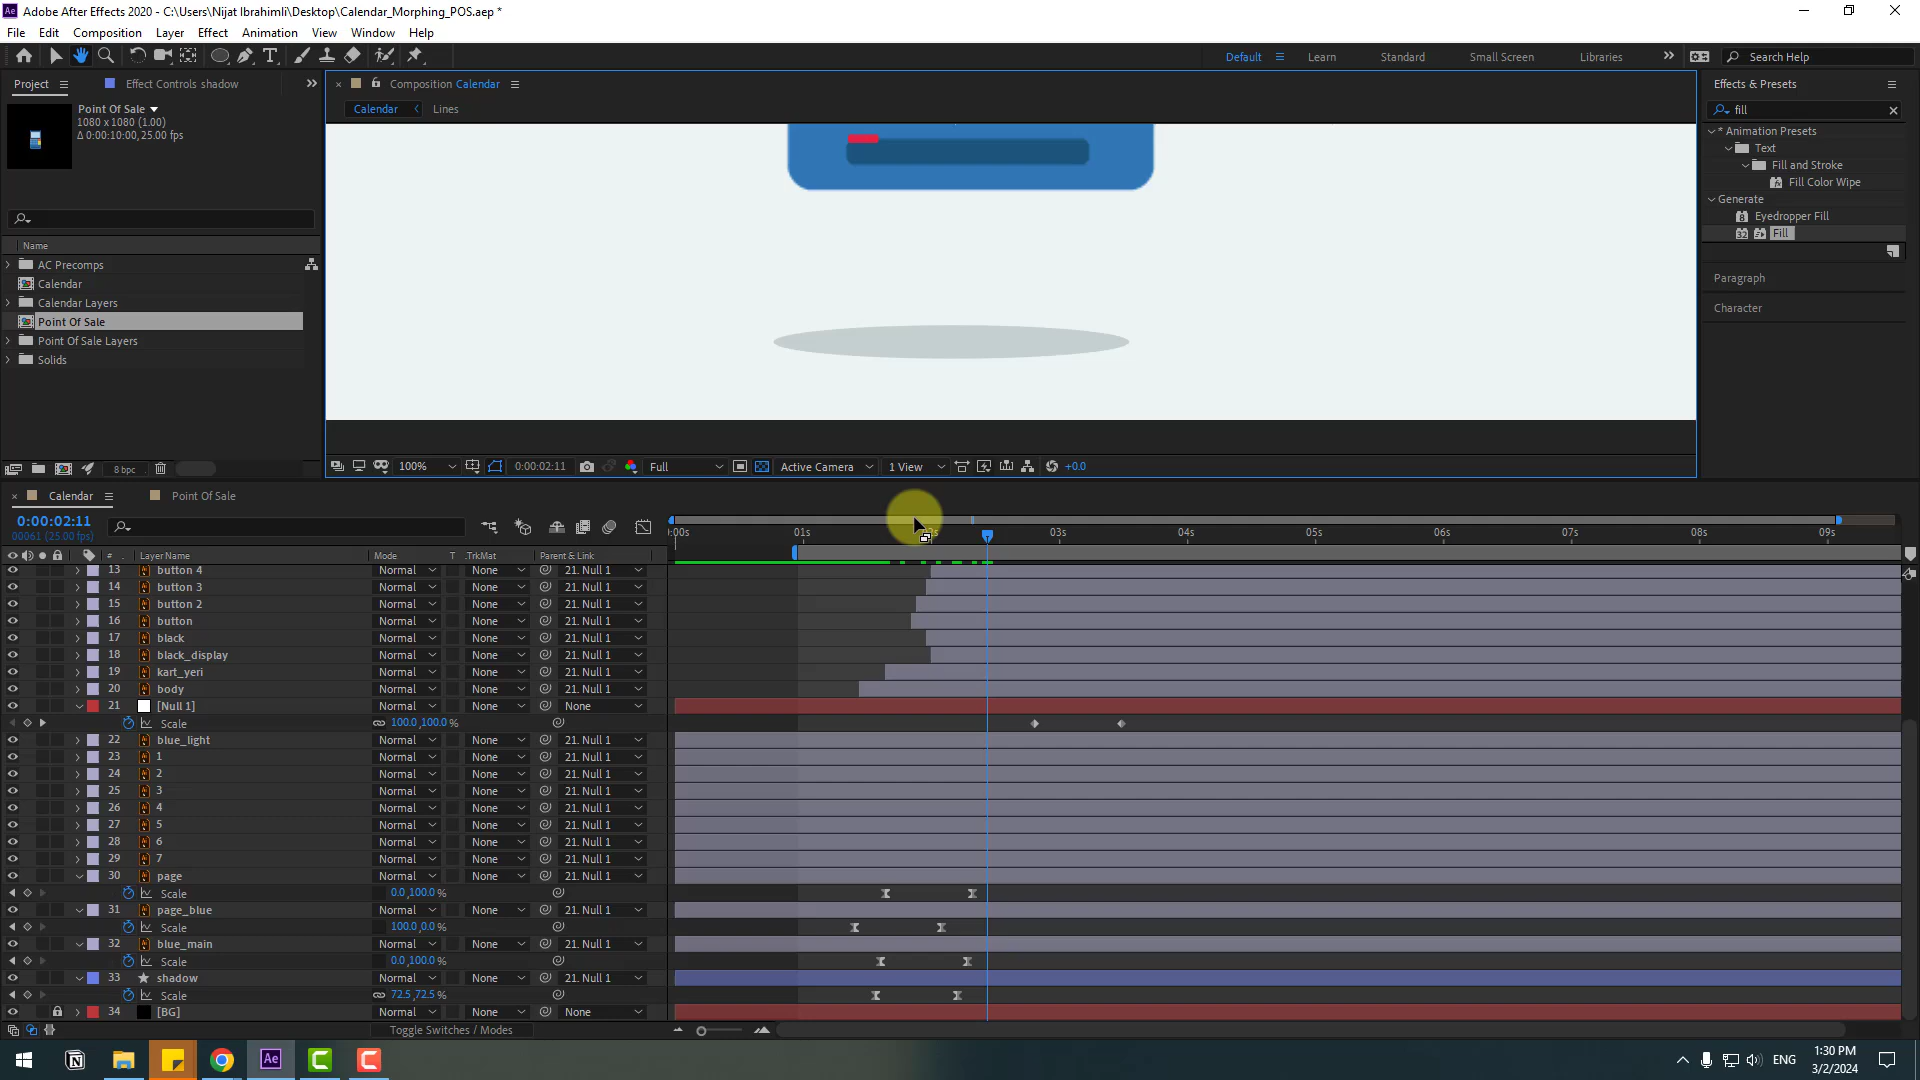 Adobe After Effects 2020 - C:\Users\Nijat Ibrahimli\Desktop\Calendar_Morphing_POS.aep *
File Edit Composition Layer Effect Animation View Window Help
Default Learn Standard Small Screen Libraries Search Help
Project Effect Controls shadow
Composition Calendar
Effects & Presets
Point Of Sale
1080 x 1080 (1.00)
Δ 0:00:10:00, 25.00 fps
Calendar Lines
fill
* Animation Presets
Text
Fill and Stroke
Fill Color Wipe
Generate
Eyedropper Fill
Fill
Paragraph
Character
Name
AC Precomps
Calendar
Calendar Layers
Point Of Sale
Point Of Sale Layers
Solids
8 bpc
100% 0:00:02:11 Full Active Camera 1 View +0.0
Calendar Point Of Sale
0:00:02:11
00061 (25.00 fps)
:00s 01s 02s 03s 04s 05s 06s 07s 08s 09s
# Layer Name Mode T .TrkMat Parent & Link
13 button 4 Normal None 21. Null 1
14 button 3 Normal None 21. Null 1
15 button 2 Normal None 21. Null 1
16 button Normal None 21. Null 1
17 black Normal None 21. Null 1
18 black_display Normal None 21. Null 1
19 kart_yeri Normal None 21. Null 1
20 body Normal None 21. Null 1
21 [Null 1] Normal None None
Scale 100.0,100.0 %
22 blue_light Normal None 21. Null 1
23 1 Normal None 21. Null 1
24 2 Normal None 21. Null 1
25 3 Normal None 21. Null 1
26 4 Normal None 21. Null 1
27 5 Normal None 21. Null 1
28 6 Normal None 21. Null 1
29 7 Normal None 21. Null 1
30 page Normal None 21. Null 1
Scale 0.0,100.0 %
31 page_blue Normal None 21. Null 1
Scale 100.0,0.0 %
32 blue_main Normal None 21. Null 1
Scale 0.0,100.0 %
33 shadow Normal None 21. Null 1
Scale 72.5,72.5 %
34 [BG] Normal None None
Toggle Switches / Modes
ENG
1:30 PM
3/2/2024